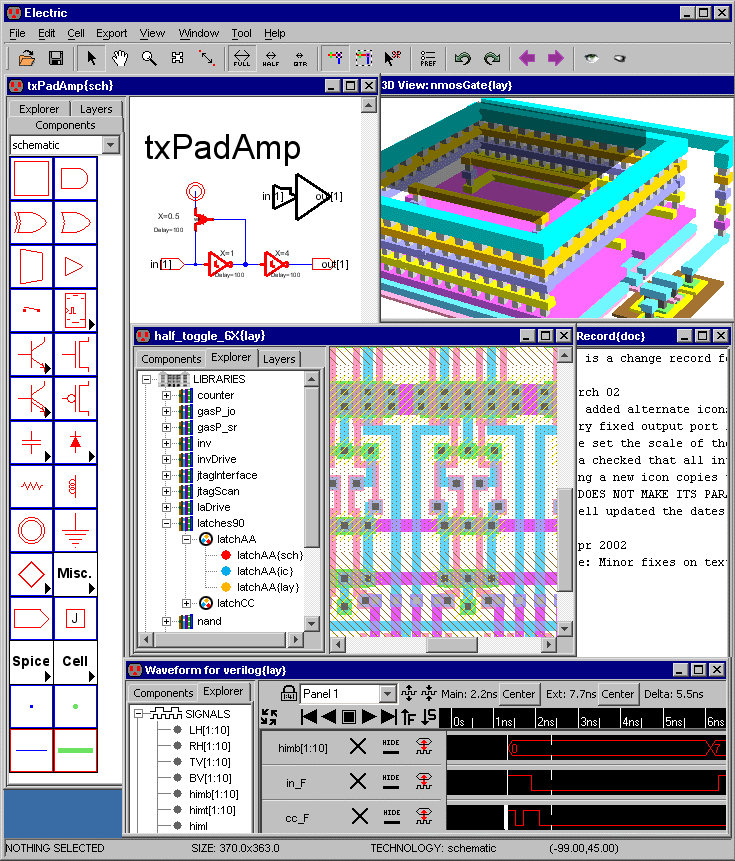 Electric
File Edit Cell Export View Window Tool Help
FULL HALF QTR PREF
txPadAmp{sch}
Explorer Layers
Components
schematic
Misc.
J
Spice Cell
txPadAmp
in[1] out[1]
X=0.5
Delay=100
X=1 X=4
in[1] out[1]
Delay=100 Delay=100
3D View: nmosGate{lay}
half_toggle_6X{lay}
Components Explorer Layers
LIBRARIES
counter
gasP_jo
gasP_sr
inv
invDrive
jtagInterface
jtagScan
laDrive
latches90
latchAA
latchAA{sch}
latchAA{ic}
latchAA{lay}
latchCC
nand
Record{doc}
is a change record fo
rch 02
added alternate icon
ry fixed output port
e set the scale of the
a checked that all in
ng a new icon copies
DOES NOT MAKE ITS PARA
ell updated the dates
pr 2002
e: Minor fixes on tex
Waveform for verilog{lay}
Components Explorer
SIGNALS
LH[1:10]
RH[1:10]
TV[1:10]
BV[1:10]
himb[1:10]
himt[1:10]
himl
Panel 1 Main: 2.2ns Center Ext: 7.7ns Center Delta: 5.5ns
0s 1ns 2ns 3ns 4ns 5ns 6ns
himb[1:10] HIDE 0 7
in_F HIDE
cc_F HIDE
NOTHING SELECTED SIZE: 370.0x363.0 TECHNOLOGY: schematic (-99.00,45.00)